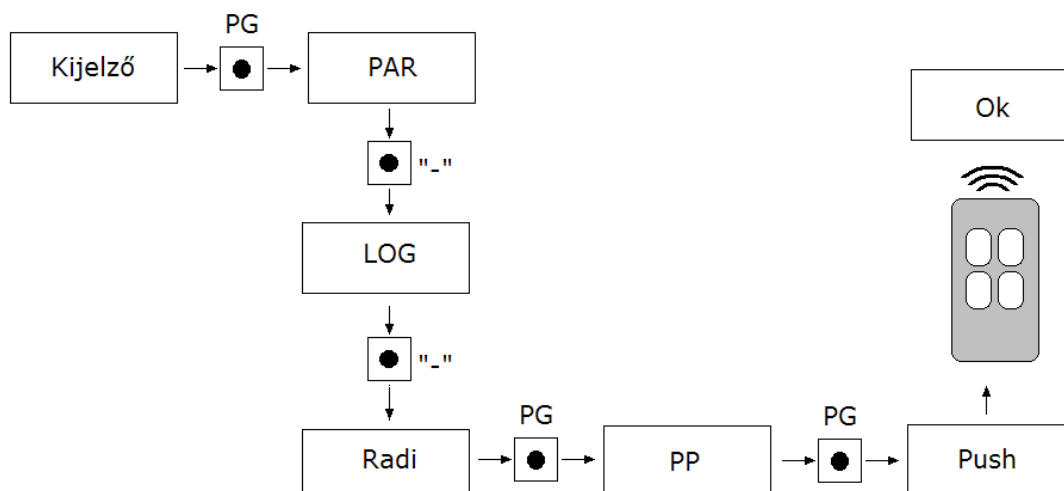 PG
Kijelző
PAR
"-"
LOG
"-"
Radi
PG
PP
PG
Push
Ok